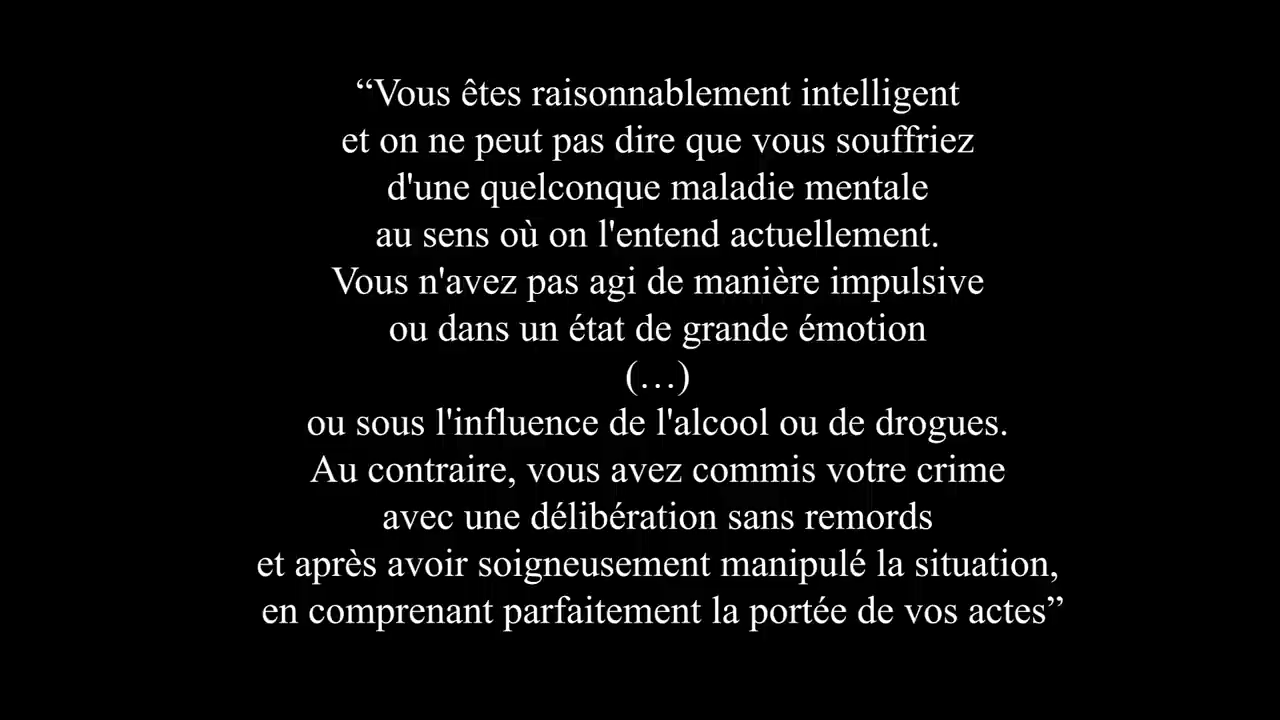 “Vous êtes raisonnablement intelligent
et on ne peut pas dire que vous souffriez
d'une quelconque maladie mentale
au sens où on l'entend actuellement.
Vous n'avez pas agi de manière impulsive
ou dans un état de grande émotion
(…)
ou sous l'influence de l'alcool ou de drogues.
Au contraire, vous avez commis votre crime
avec une délibération sans remords
et après avoir soigneusement manipulé la situation,
en comprenant parfaitement la portée de vos actes”